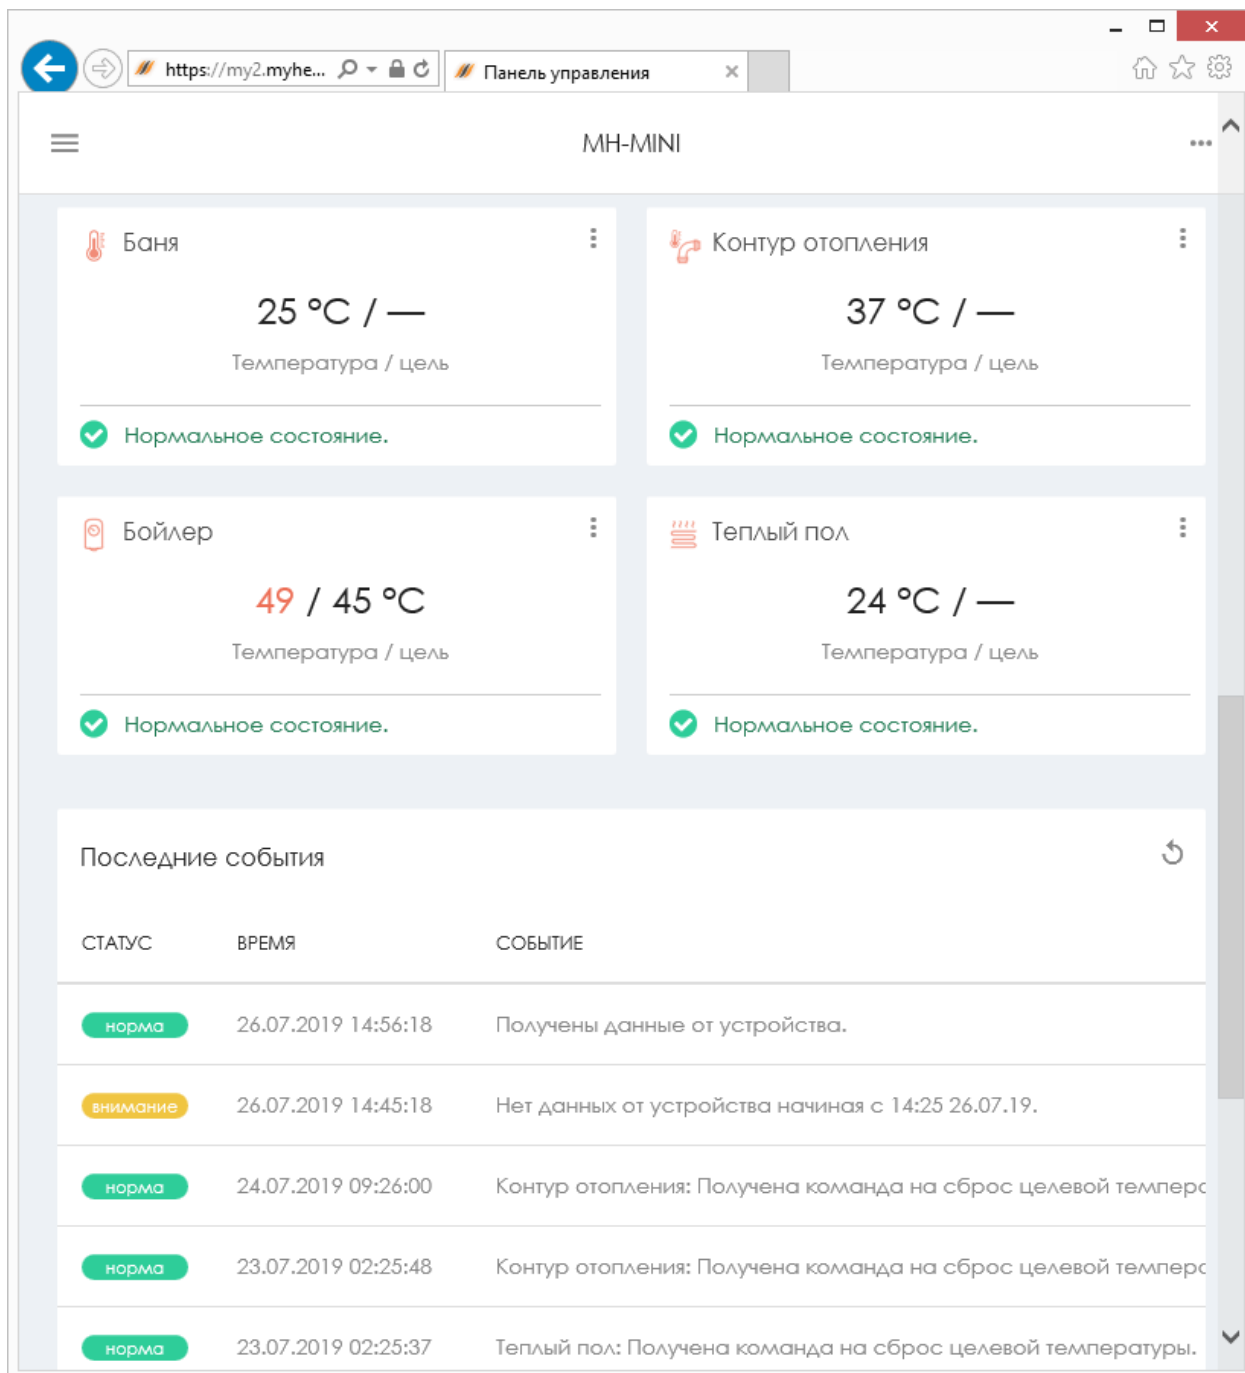 https://my2.myhe...
Панель управления
MH-MINI
Баня
25 °C / —
Температура / цель
Нормальное состояние.
Контур отопления
37 °C / —
Температура / цель
Нормальное состояние.
Бойлер
49 / 45 °C
Температура / цель
Нормальное состояние.
Теплый пол
24 °C / —
Температура / цель
Нормальное состояние.
Последние события
СТАТУС ВРЕМЯ СОБЫТИЕ
норма 26.07.2019 14:56:18 Получены данные от устройства.
внимание 26.07.2019 14:45:18 Нет данных от устройства начиная с 14:25 26.07.19.
норма 24.07.2019 09:26:00 Контур отопления: Получена команда на сброс целевой темперс
норма 23.07.2019 02:25:48 Контур отопления: Получена команда на сброс целевой темперс
норма 23.07.2019 02:25:37 Теплый пол: Получена команда на сброс целевой температуры.